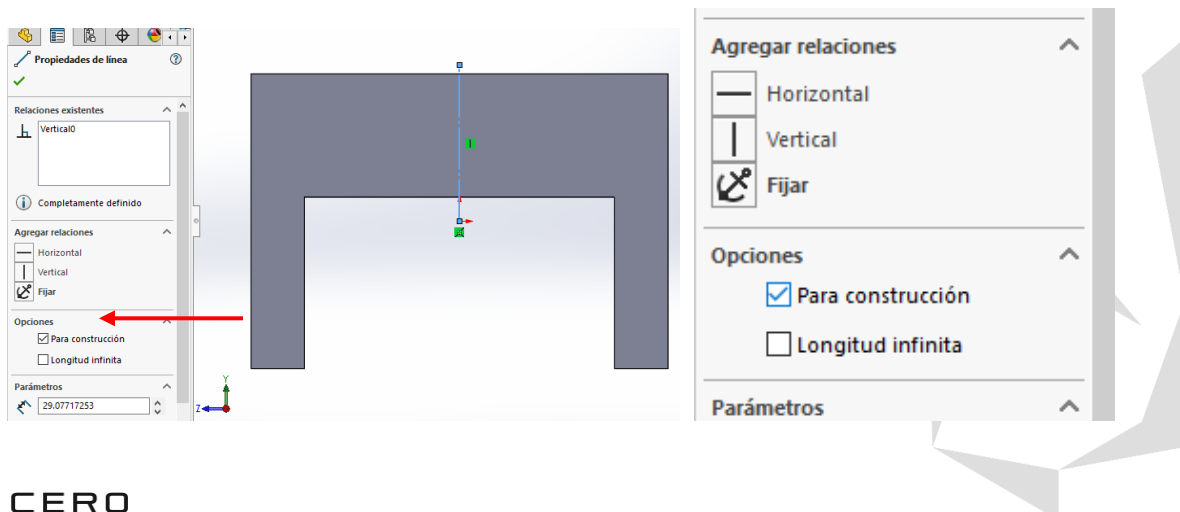 Propiedades de línea
Relaciones existentes
Vertical0
Completamente definido
Agregar relaciones
Horizontal
Vertical
Fijar
Opciones
Para construcción
Longitud infinita
Parámetros
29.07717253
Y
Z
Agregar relaciones
Horizontal
Vertical
Fijar
Opciones
Para construcción
Longitud infinita
Parámetros
CERO